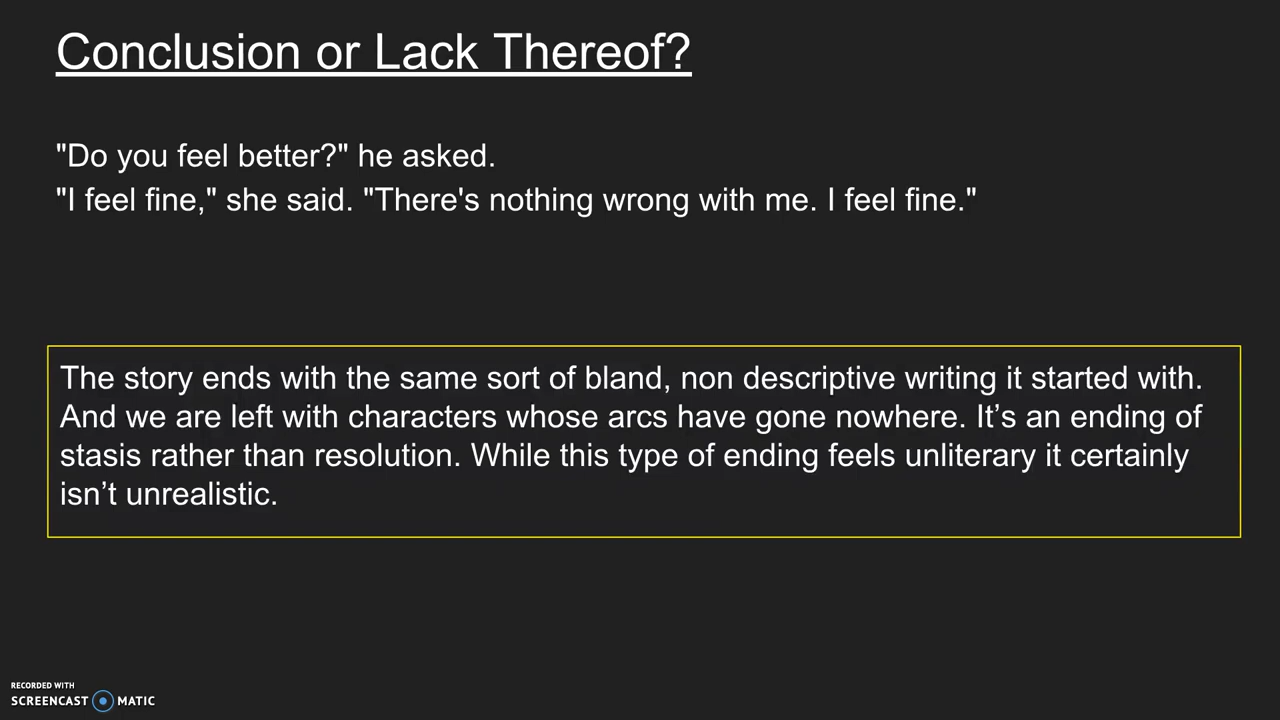 Conclusion or Lack Thereof?
"Do you feel better?" he asked.
"I feel fine," she said. "There's nothing wrong with me. I feel fine."
The story ends with the same sort of bland, non descriptive writing it started with.
And we are left with characters whose arcs have gone nowhere. It’s an ending of
stasis rather than resolution. While this type of ending feels unliterary it certainly
isn’t unrealistic.
RECORDED WITH
SCREENCAST MATIC